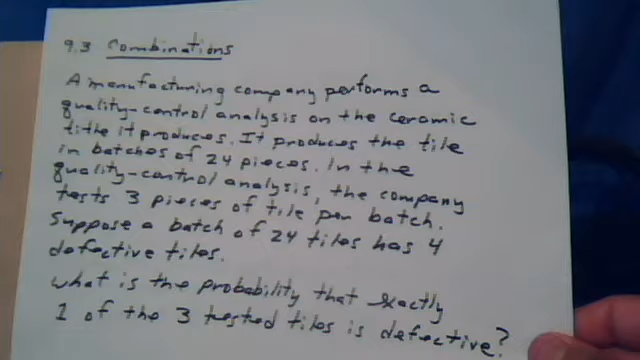 9.3 Combinations
A manufacturing company performs a
quality-control analysis on the ceramic
tithe it produces. It produces the tile
in batches of 24 pieces. In the
quality-control analysis, the company
tests 3 pieces of tile per batch.
Suppose a batch of 24 tiles has 4
defective tiles.
What is the probability that exactly
1 of the 3 tested tiles is defective?